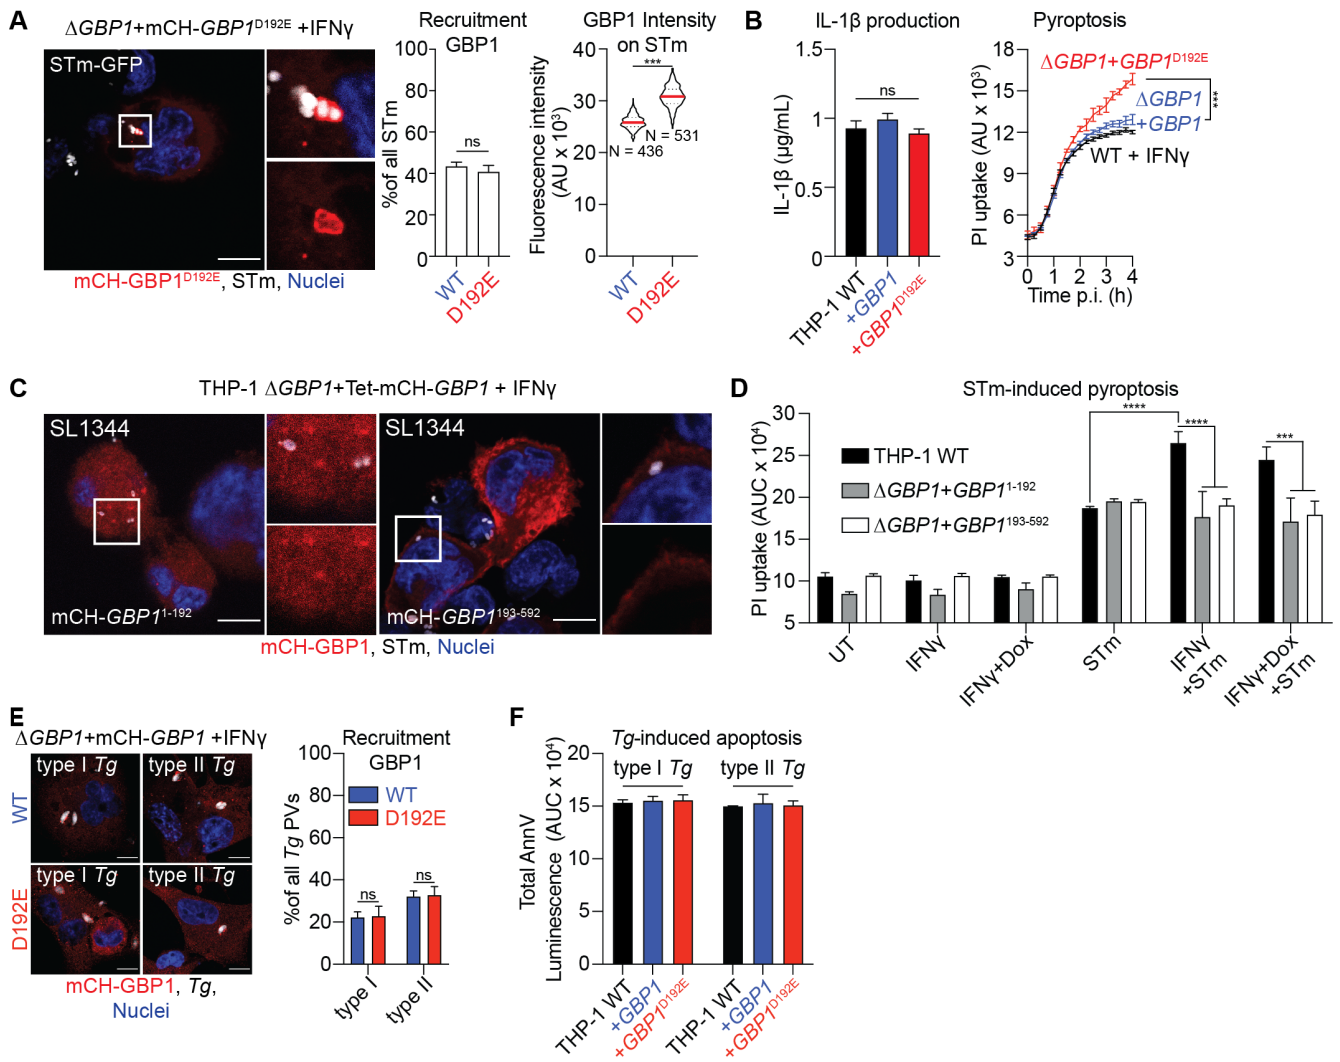 A
ΔGBP1+mCH-GBP1D192E +IFNγ
STm-GFP
mCH-GBP1D192E, STm, Nuclei
Recruitment
GBP1
%of all STm
100
80
60
40
20
0
ns
WT
D192E
GBP1 Intensity
on STm
Fluorescence intensity
(AU x 10³)
40
30
20
10
0
***
N = 531
N = 436
WT
D192E
B
IL-1β production
IL-1β (µg/mL)
1.5
1
0.5
0
ns
THP-1 WT
+GBP1
+GBP1D192E
Pyroptosis
PI uptake (AU x 10³)
18
15
12
9
6
3
ΔGBP1+GBP1D192E
ΔGBP1
+GBP1
***
WT + IFNγ
0 1 2 3 4
Time p.i. (h)
C
THP-1 ΔGBP1+Tet-mCH-GBP1 + IFNγ
SL1344
mCH-GBP11-192
SL1344
mCH-GBP1193-592
mCH-GBP1, STm, Nuclei
D
STm-induced pyroptosis
PI uptake (AUC x 10⁴)
30
25
20
15
10
5
THP-1 WT
ΔGBP1+GBP11-192
ΔGBP1+GBP1193-592
****
****
***
UT
IFNγ
IFNγ+Dox
STm
IFNγ
+STm
IFNγ+Dox
+STm
E
ΔGBP1+mCH-GBP1 +IFNγ
type I Tg
type II Tg
WT
type I Tg
type II Tg
D192E
mCH-GBP1, Tg,
Nuclei
Recruitment
GBP1
%of all Tg PVs
100
80
60
40
20
0
WT
D192E
ns
ns
type I
type II
F
Tg-induced apoptosis
type I Tg
type II Tg
Total AnnV
Luminescence (AUC x 10⁴)
20
15
10
5
0
THP-1 WT
+GBP1
+GBP1D192E
THP-1 WT
+GBP1
+GBP1D192E